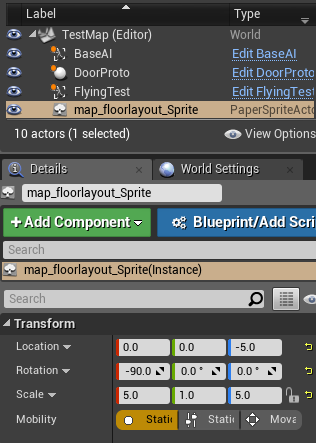 Label Type
TestMap (Editor) World
BaseAI Edit BaseAI
DoorProto Edit DoorProto
FlyingTest Edit FlyingTest
map_floorlayout_Sprite PaperSpriteActo
10 actors (1 selected) View Options
Details World Settings
map_floorlayout_Sprite
+ Add Component Blueprint/Add Scri
Search
map_floorlayout_Sprite(Instance)
Search
Transform
Location 0.0 0.0 -5.0
Rotation -90.0 0.0 ° 0.0 °
Scale 5.0 1.0 5.0
Mobility Static Static Mova